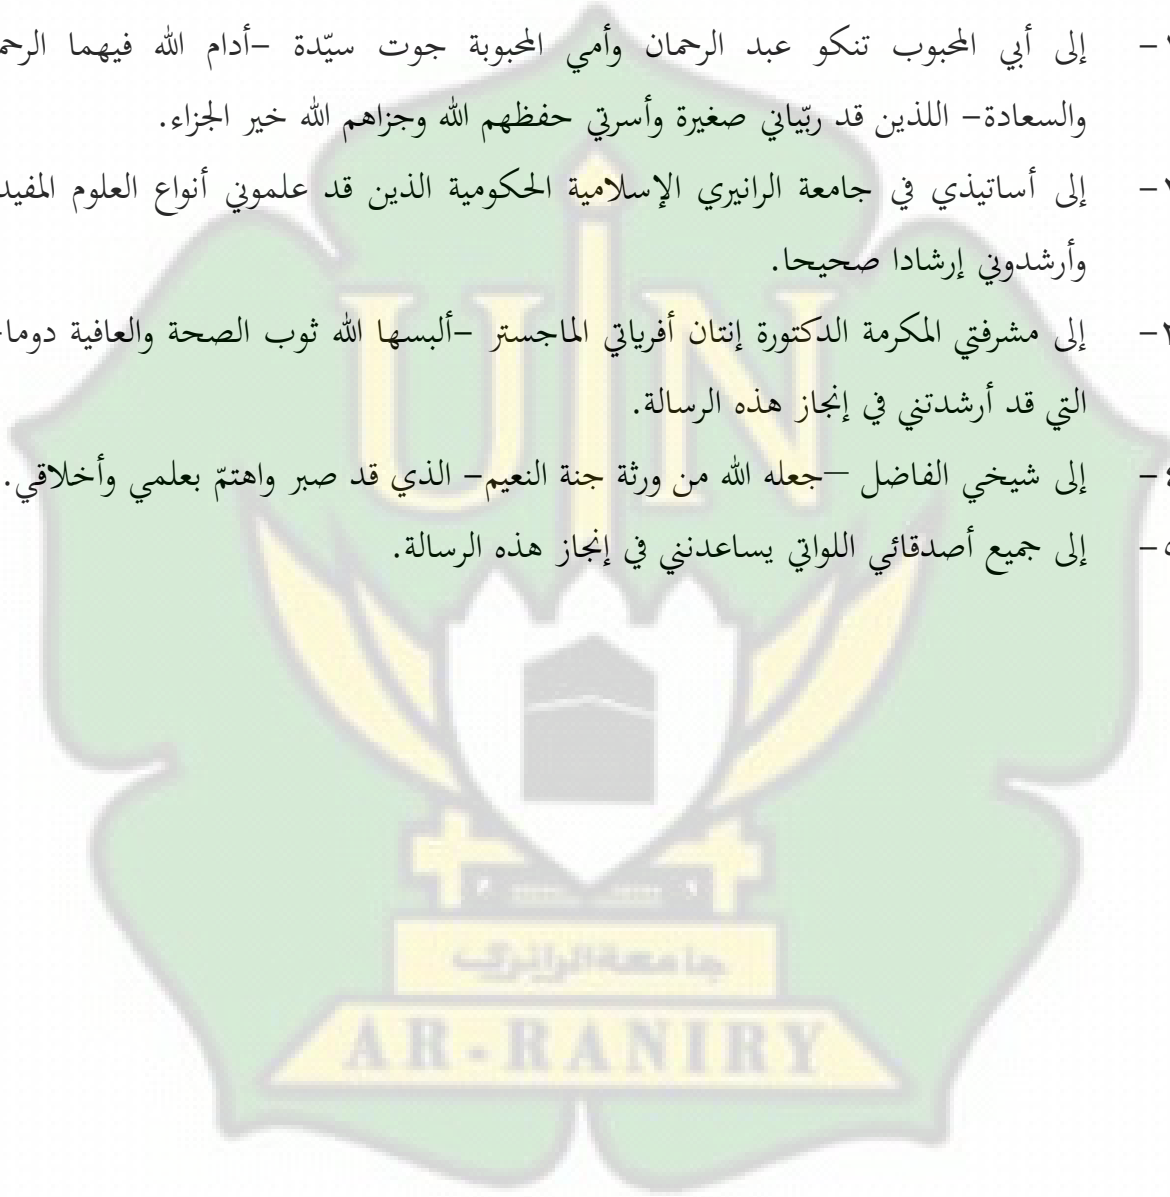 إلى أبي المحبوب تنكو عبد الرحمان وأمي المحبوبة جوت سيّدة –أدام الله فيهما
والسعادة– اللذين قد ربّياني صغيرة وأسرتي حفظهم الله وجزاهم الله خير الجزاء.
إلى أساتيذي في جامعة الرانيري الإسلامية الحكومية الذين قد علموني أنواع العلوم
وأرشدوني إرشادا صحيحا.
إلى مشرفتي المكرمة الدكتورة إنتان أفرياتي الماجستر –ألبسها الله ثوب الصحة والعافية دوما
التي قد أرشدتني في إنجاز هذه الرسالة.
٤– إلى شيخي الفاضل –جعله الله من ورثة جنة النعيم– الذي قد صبر واهتمّ بعلمي وأخلاقي.
٥– إلى جميع أصدقائي اللواتي يساعدنني في إنجاز هذه الرسالة.
UIN
جامعة الرانري
AR-RANIRY